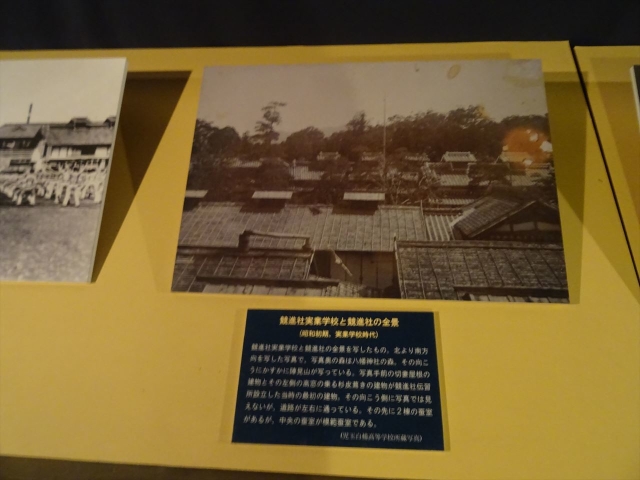 競進社実業学校と競進社の全景
(昭和初期、実業学校時代)
競進社実業学校と競進社の全景を写したもの。北より南方
向を写した写真で、写真奥の森は八幡神社の森、その向こ
うにかすかに陣見山が写っている。写真手前の切妻屋根の
建物とその左側の高窓の乗る杉皮葺きの建物が競進社伝習
所設立した当時の最初の建物。その向こう側に写真では見
えないが、道路が左右に通っている。その先に2棟の蚕室
があるが、中央の蚕室が模範蚕室である。
(児玉白楊高等学校所蔵写真)